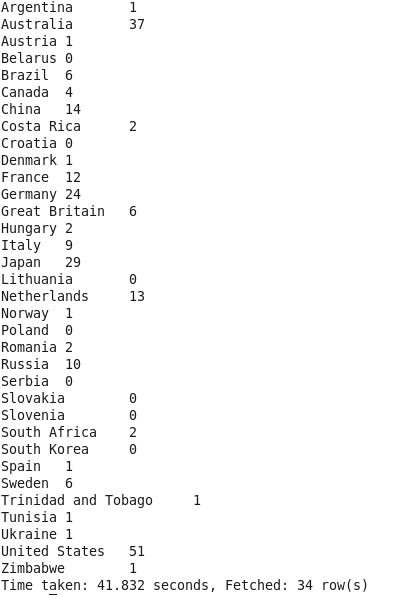 Argentina 1
Australia 37
Austria 1
Belarus 0
Brazil 6
Canada 4
China 14
Costa Rica 2
Croatia 0
Denmark 1
France 12
Germany 24
Great Britain 6
Hungary 2
Italy 9
Japan 29
Lithuania 0
Netherlands 13
Norway 1
Poland 0
Romania 2
Russia 10
Serbia 0
Slovakia 0
Slovenia 0
South Africa 2
South Korea 0
Spain 1
Sweden 6
Trinidad and Tobago 1
Tunisia 1
Ukraine 1
United States 51
Zimbabwe 1
Time taken: 41.832 seconds, Fetched: 34 row(s)